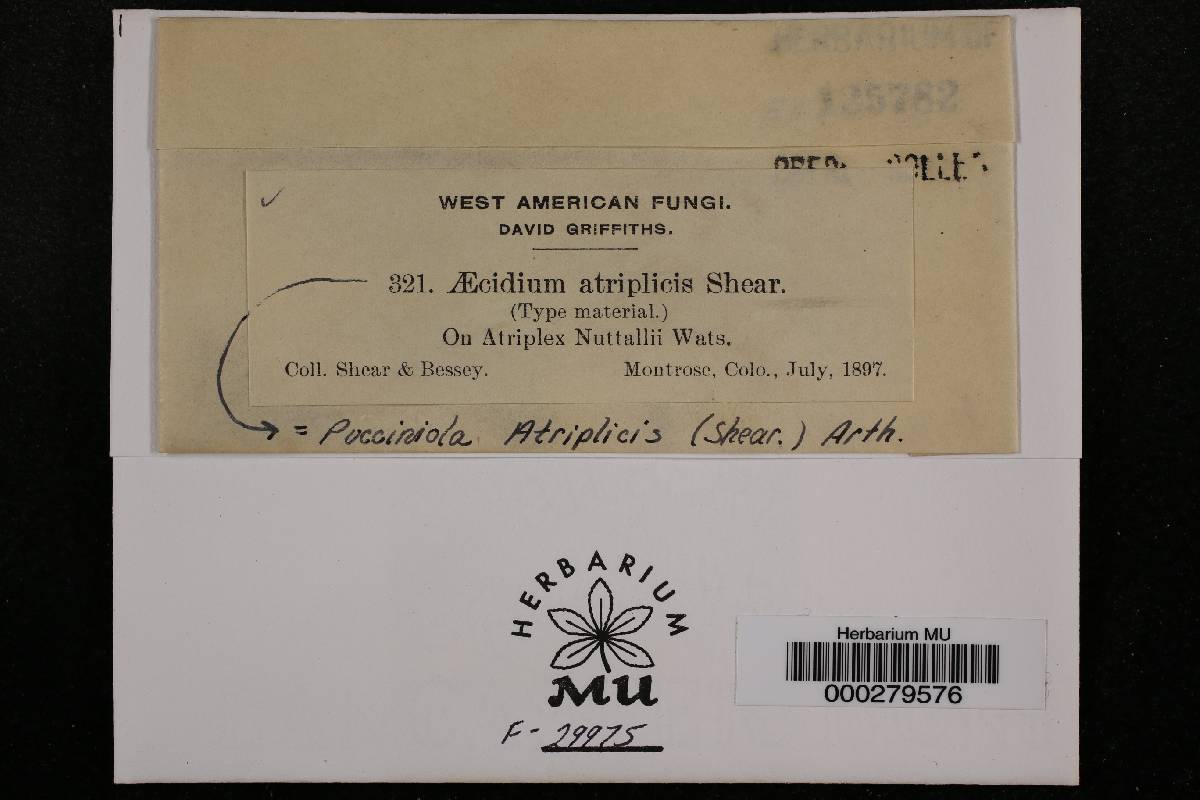 135782
WEST AMERICAN FUNGI.
DAVID GRIFFITHS.
321. Æcidium atriplicis Shear.
(Type material.)
On Atriplex Nuttallii Wats.
Coll. Shear & Bessey. Montrose, Colo., July, 1897.
= Pucciniola Atriplicis (Shear.) Arth.
HERBARIUM
MU
F-29975
Herbarium MU
000279576